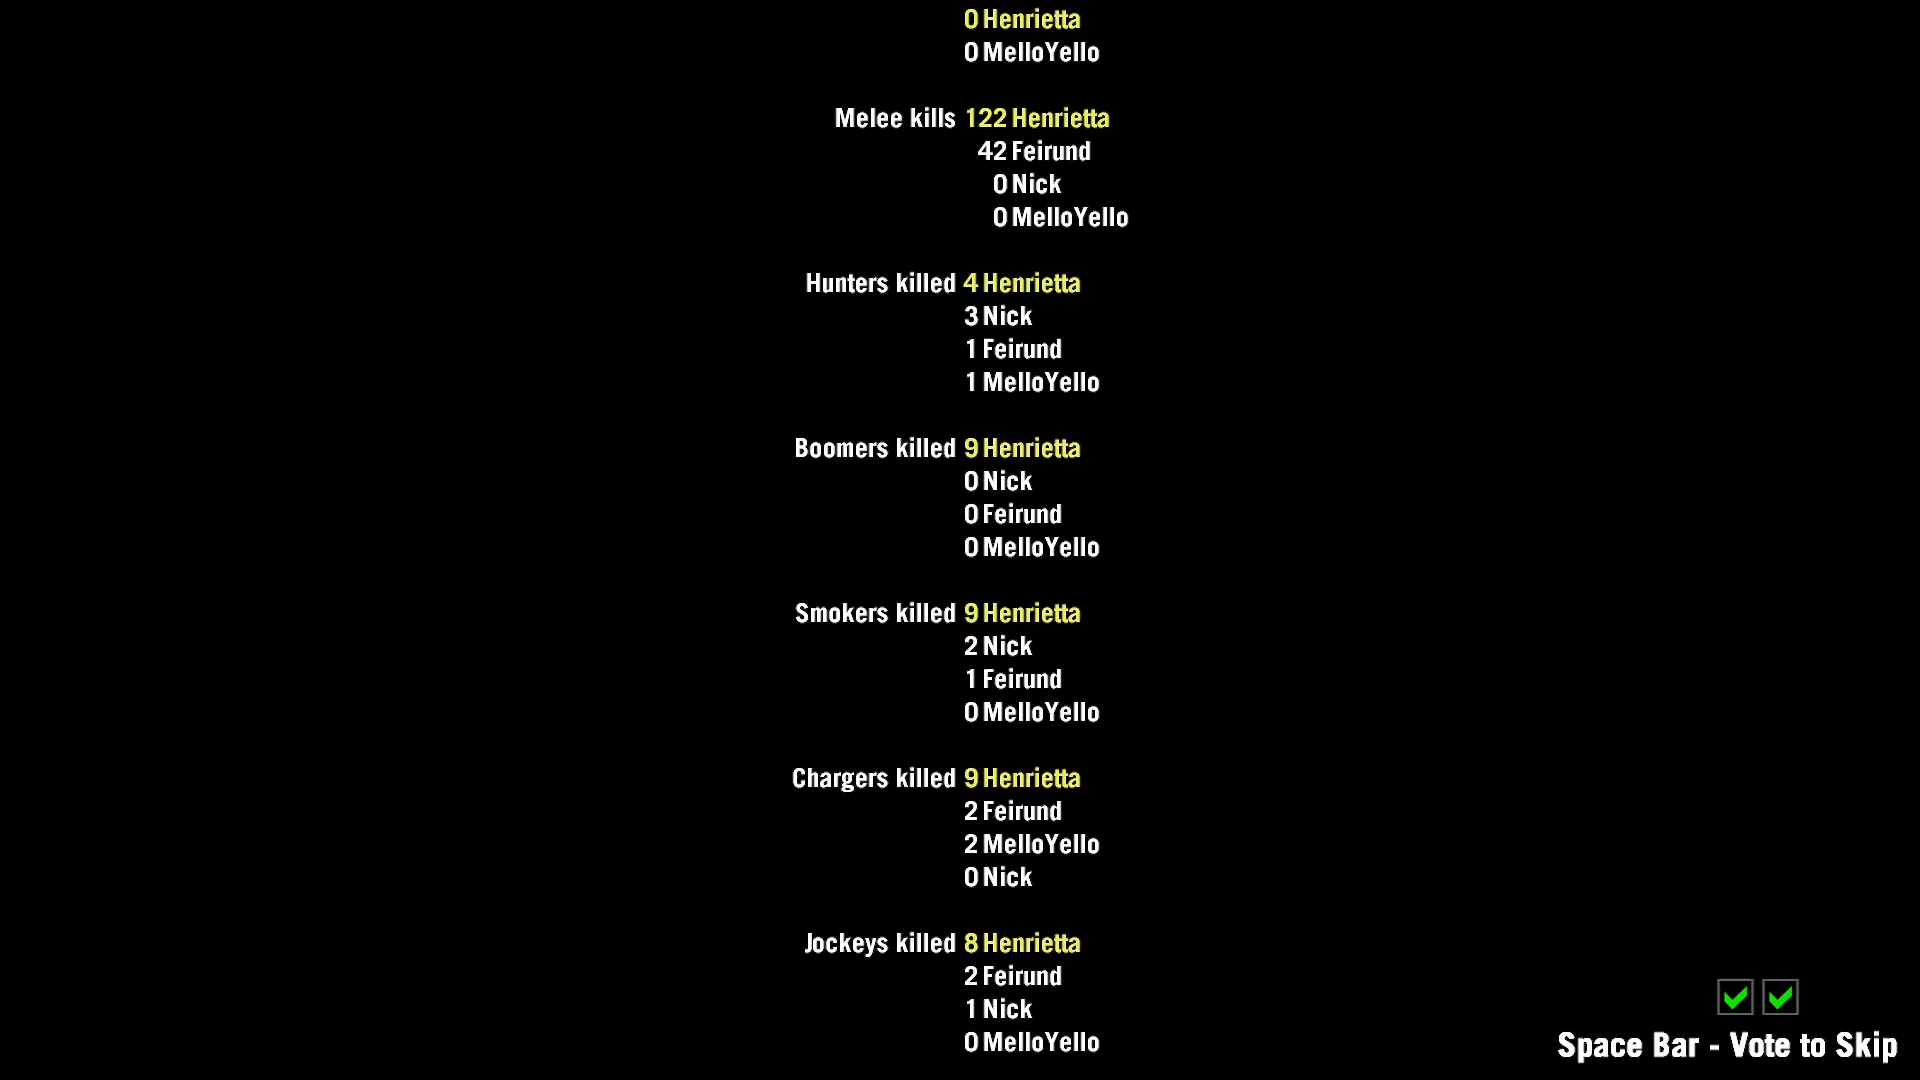 0 Henrietta
0 MelloYello
Melee kills 122 Henrietta
42 Feirund
0 Nick
0 MelloYello
Hunters killed 4 Henrietta
3 Nick
1 Feirund
1 MelloYello
Boomers killed 9 Henrietta
0 Nick
0 Feirund
0 MelloYello
Smokers killed 9 Henrietta
2 Nick
1 Feirund
0 MelloYello
Chargers killed 9 Henrietta
2 Feirund
2 MelloYello
0 Nick
Jockeys killed 8 Henrietta
2 Feirund
1 Nick
0 MelloYello
Space Bar - Vote to Skip